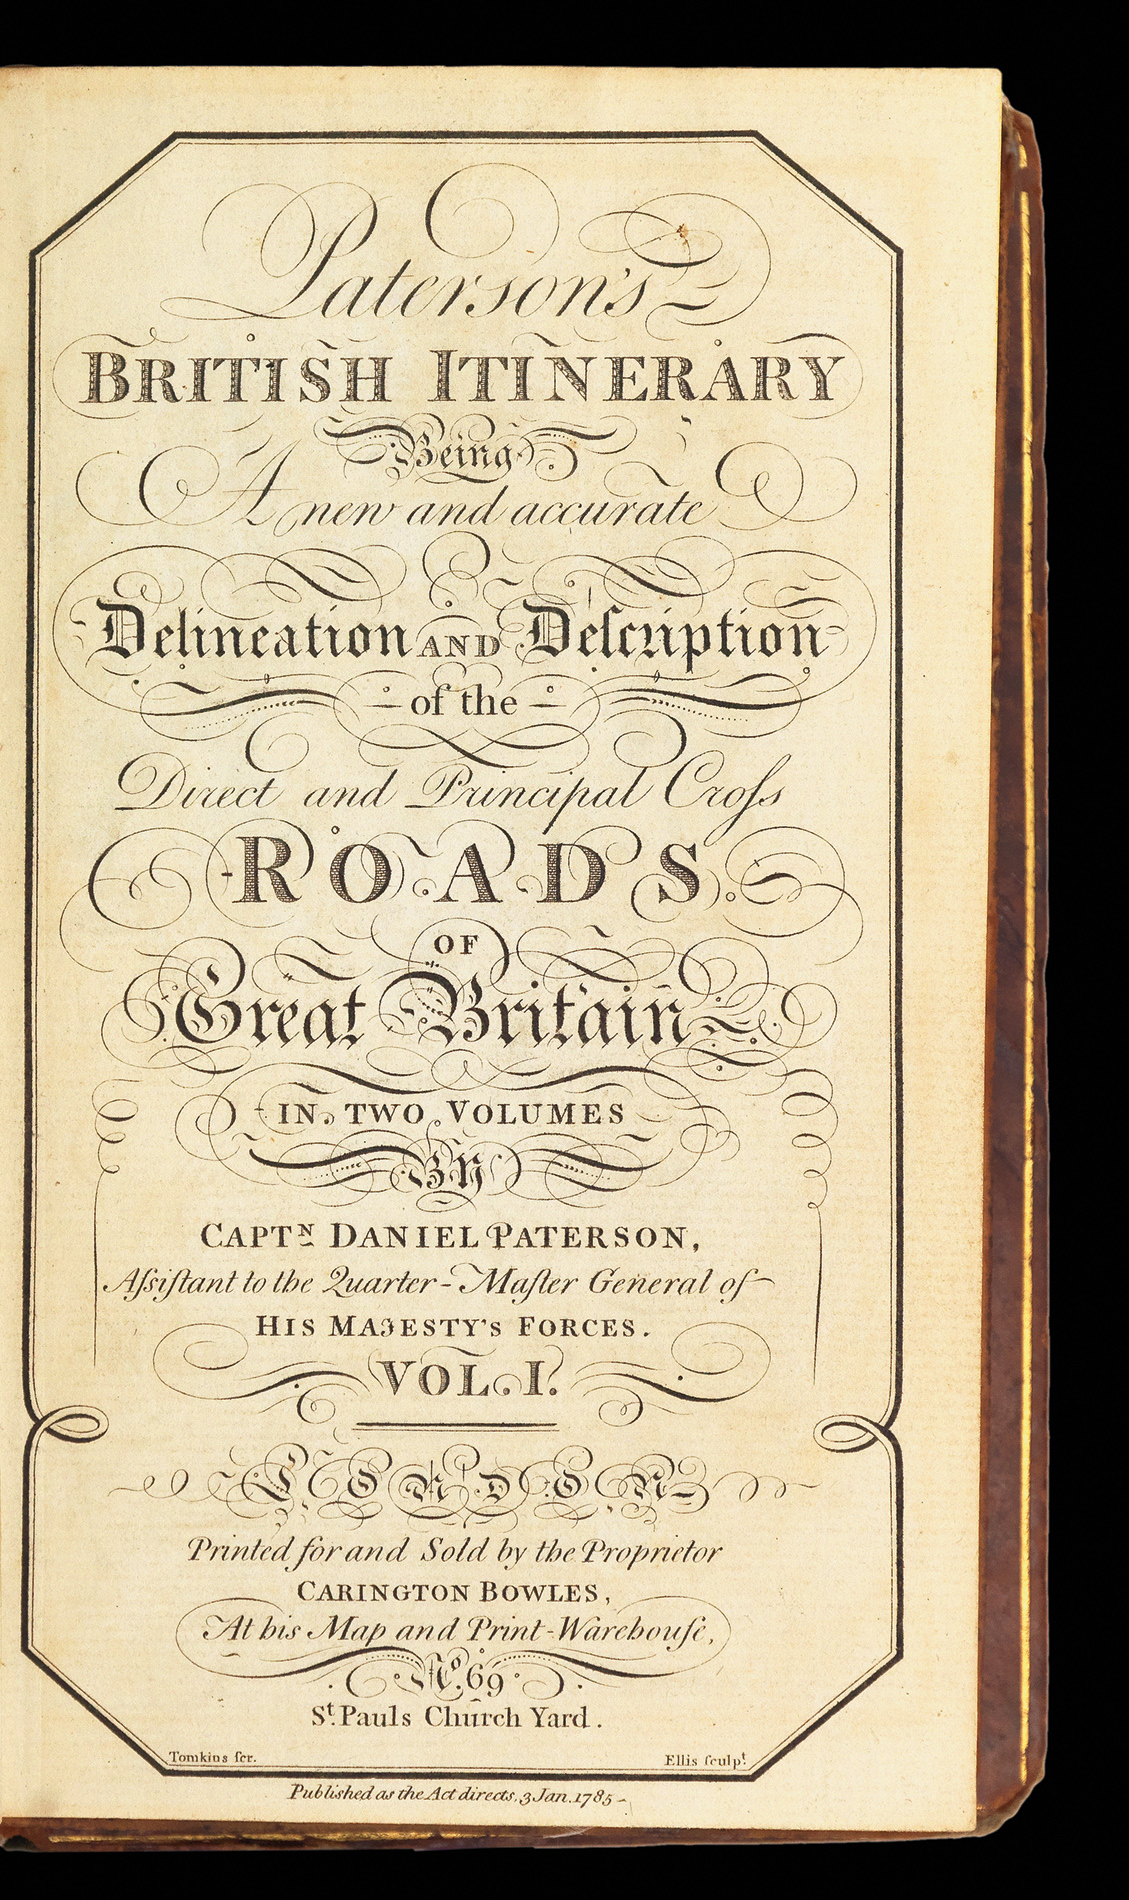 Paterson's
BRITISH ITINERARY
Being
A new and accurate
Delineation AND Deſcription
of the
Direct and Principal Croſs
ROADS
OF
Great Britain
IN TWO VOLUMES
BY
CAPTN DANIEL PATERSON,
Aſsiſtant to the Quarter-Maſter General of
HIS MAJESTY'S FORCES.
VOL. I.
LONDON
Printed for and Sold by the Proprietor
CARINGTON BOWLES,
At his Map and Print-Warehouſe,
No. 69
St. Pauls Church Yard.
Tomkins ſcr.
Ellis ſculpt.
Published as the Act directs, 3 Jan. 1785